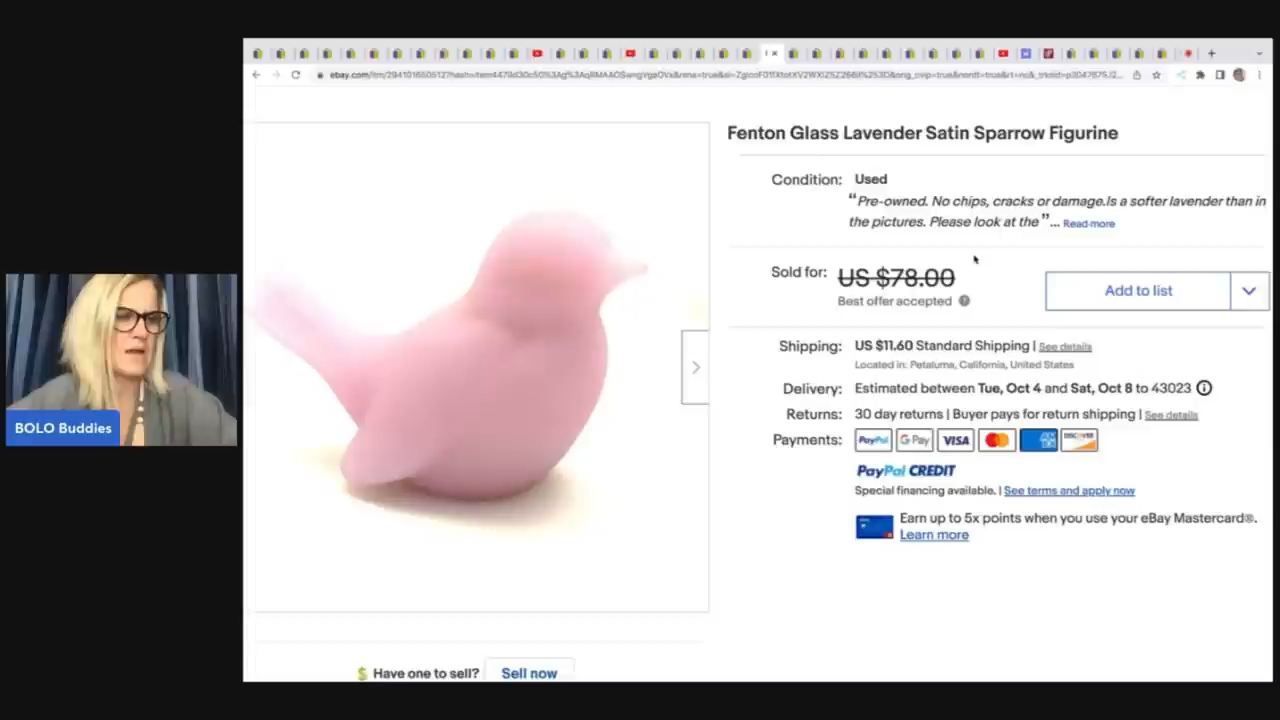 Fenton Glass Lavender Satin Sparrow Figurine
Condition: Used
“Pre-owned. No chips, cracks or damage.Is a softer lavender than in
the pictures. Please look at the ”... Read more
Sold for: US $78.00
Add to list
Best offer accepted
Shipping: US $11.60 Standard Shipping | See details
Located in: Petaluma, California, United States
Delivery: Estimated between Tue, Oct 4 and Sat, Oct 8 to 43023
Returns: 30 day returns | Buyer pays for return shipping | See details
Payments: PayPal G Pay VISA DISCOVER
PayPal CREDIT
Special financing available. | See terms and apply now
Earn up to 5x points when you use your eBay Mastercard®.
Learn more
BOLO Buddies
Have one to sell? Sell now